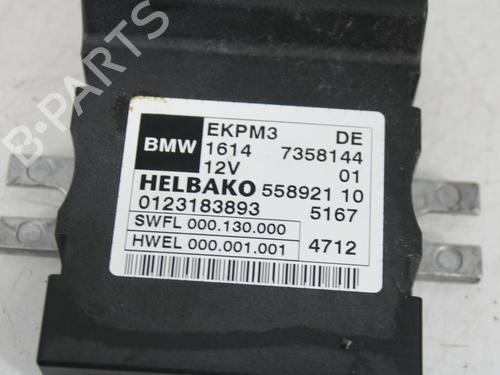 B-PARTS
BMW EKPM3 DE
1614 7358144
12V 01
HELBAKO 558921 10
0123183893 5167
SWFL 000.130.000
HWEL 000.001.001 4712